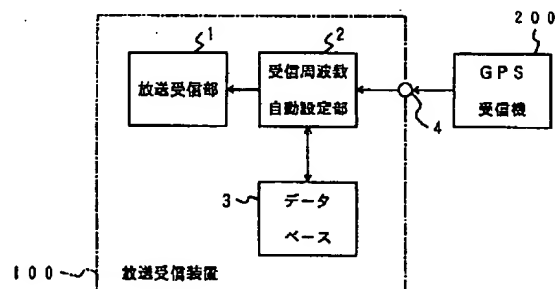 1
2
200
放送受信部
受信周波数
自動設定部
GPS
受信機
4
3
データ
ベース
100
放送受信装置